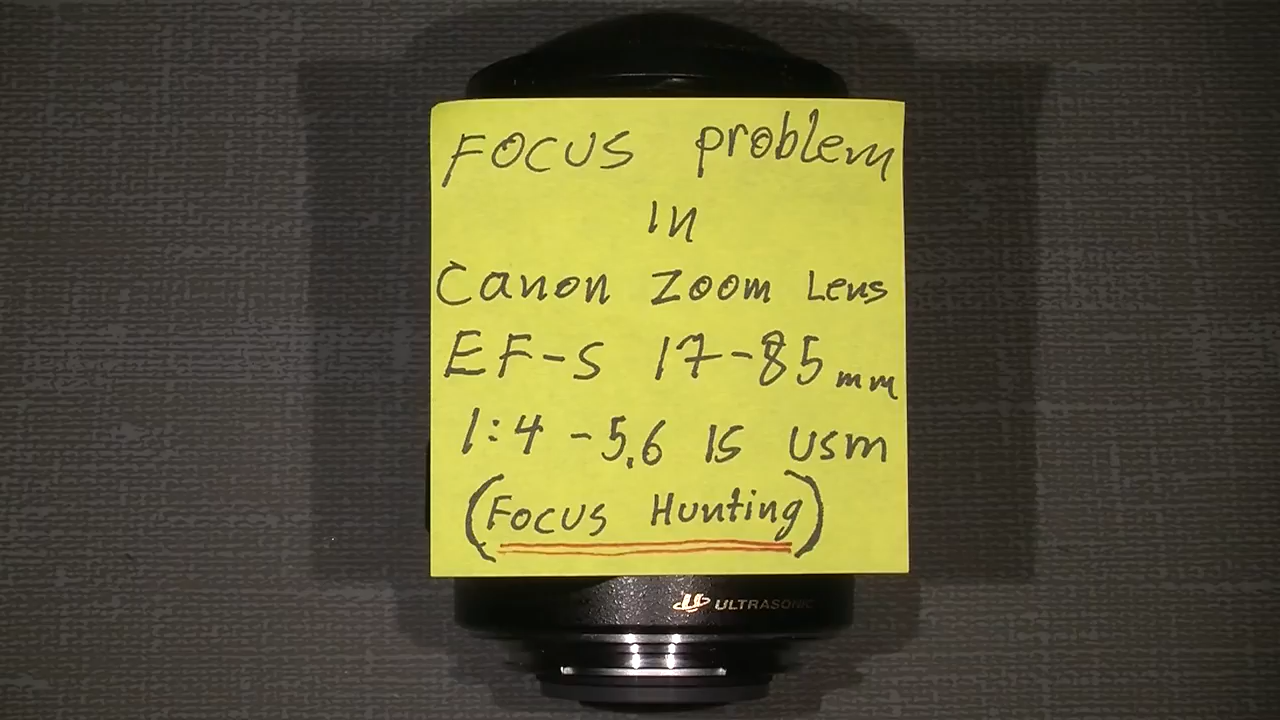 FOCUS problem
IN
Canon Zoom Lens
EF-S 17-85mm
1:4 -5.6 IS USM
(Focus Hunting)
ULTRASONIC